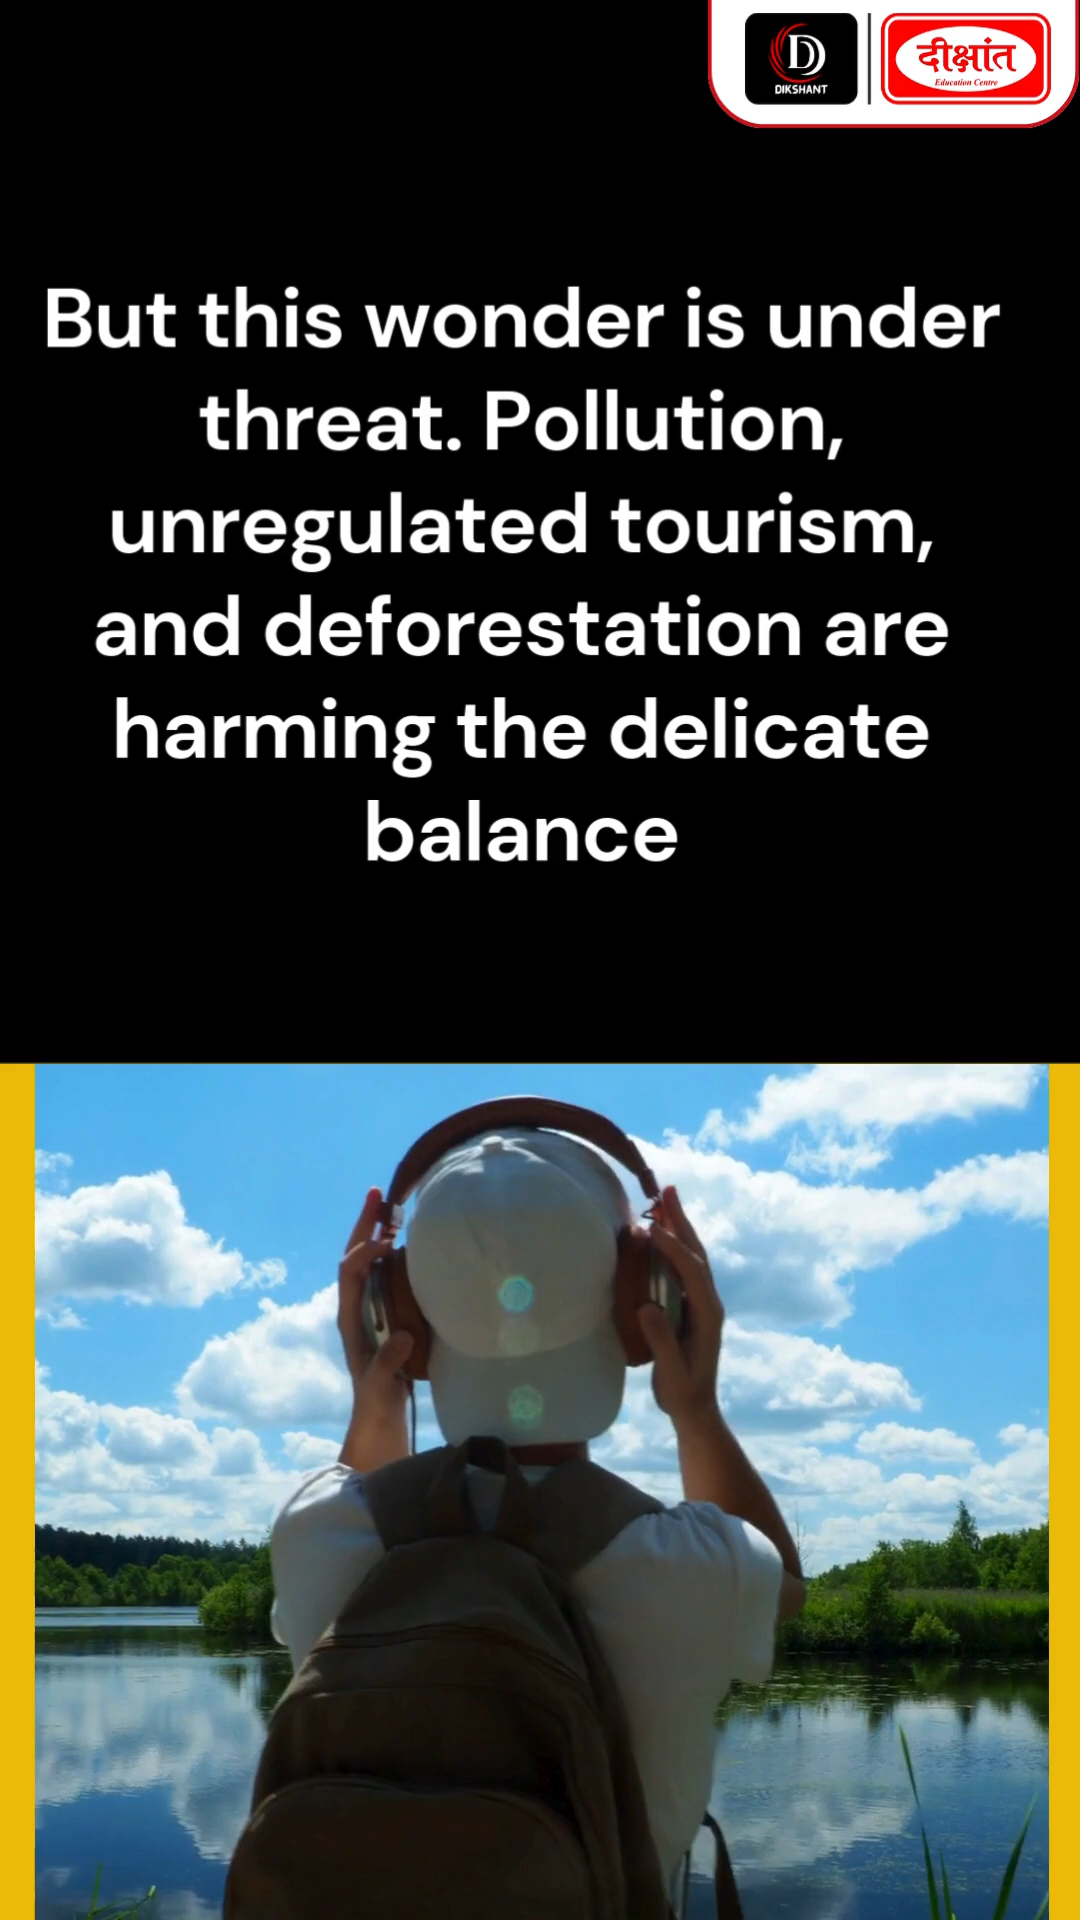 DIKSHANT
दीक्षांत
Education Centre
But this wonder is under
threat. Pollution,
unregulated tourism,
and deforestation are
harming the delicate
balance